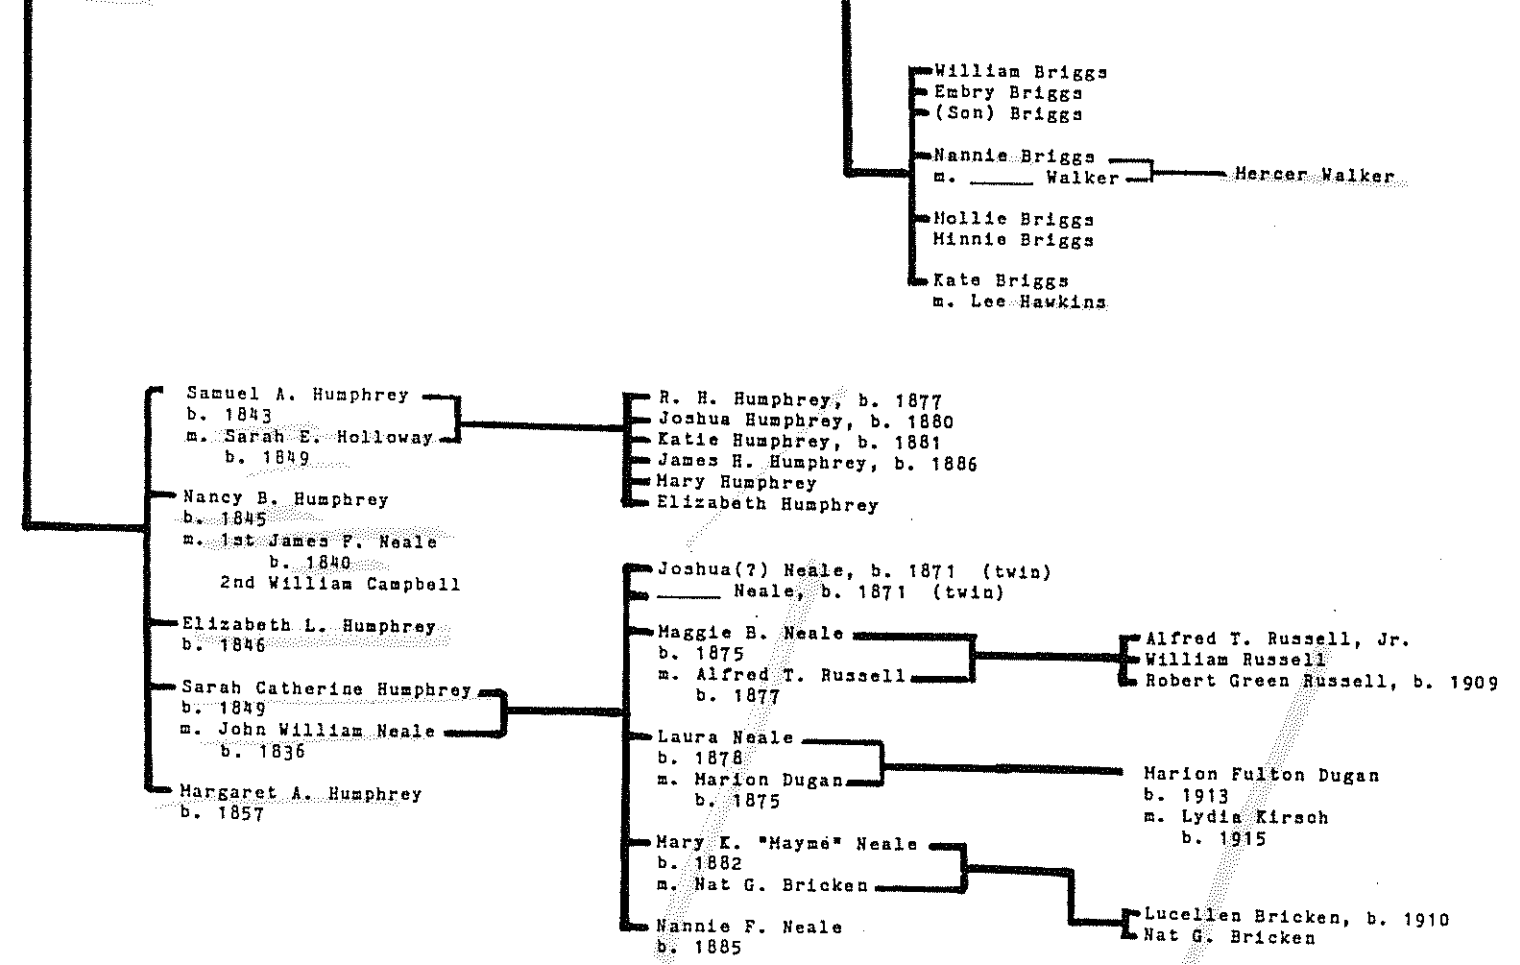 William Briggs
Embry Briggs
(Son) Briggs
Nannie Briggs
m. _____ Walker
Mercer Walker
Mollie Briggs
Minnie Briggs
Kate Briggs
m. Lee Hawkins
Samuel A. Humphrey
b. 1843
m. Sarah E. Holloway
b. 1849
R. H. Humphrey, b. 1877
Joshua Humphrey, b. 1880
Katie Humphrey, b. 1881
James H. Humphrey, b. 1886
Mary Humphrey
Elizabeth Humphrey
Nancy B. Humphrey
b. 1845
m. 1st James F. Neale
b. 1840
2nd William Campbell
Elizabeth L. Humphrey
b. 1846
Sarah Catherine Humphrey
b. 1849
m. John William Neale
b. 1836
Margaret A. Humphrey
b. 1857
Joshua(?) Neale, b. 1871 (twin)
_____ Neale, b. 1871 (twin)
Maggie B. Neale
b. 1875
m. Alfred T. Russell
b. 1877
Alfred T. Russell, Jr.
William Russell
Robert Green Russell, b. 1909
Laura Neale
b. 1878
m. Marion Dugan
b. 1875
Marion Fulton Dugan
b. 1913
m. Lydia Kirsch
b. 1915
Mary K. "Mayme" Neale
b. 1882
m. Nat G. Bricken
Lucellen Bricken, b. 1910
Nat G. Bricken
Nannie F. Neale
b. 1885